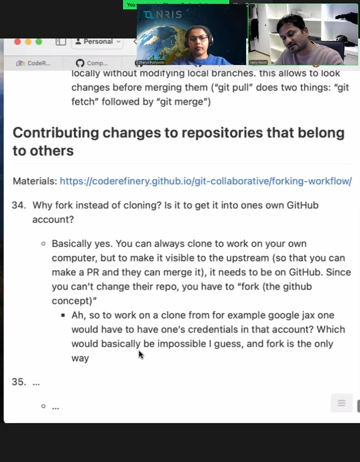 NRIS
Personal
CodeR...
Comp...
locally without modifying local branches. this allows to look
changes before merging them ("git pull" does two things: "git
fetch" followed by "git merge")
Contributing changes to repositories that belong
to others
Materials: https://coderefinery.github.io/git-collaborative/forking-workflow/
34. Why fork instead of cloning? Is it to get it into ones own GitHub
account?
Basically yes. You can always clone to work on your own
computer, but to make it visible to the upstream (so that you can
make a PR and they can merge it), it needs to be on GitHub. Since
you can't change their repo, you have to "fork (the github
concept)"
Ah, so to work on a clone from for example google jax one
would have to have one's credentials in that account? Which
would basically be impossible I guess, and fork is the only
way
35. ...
...